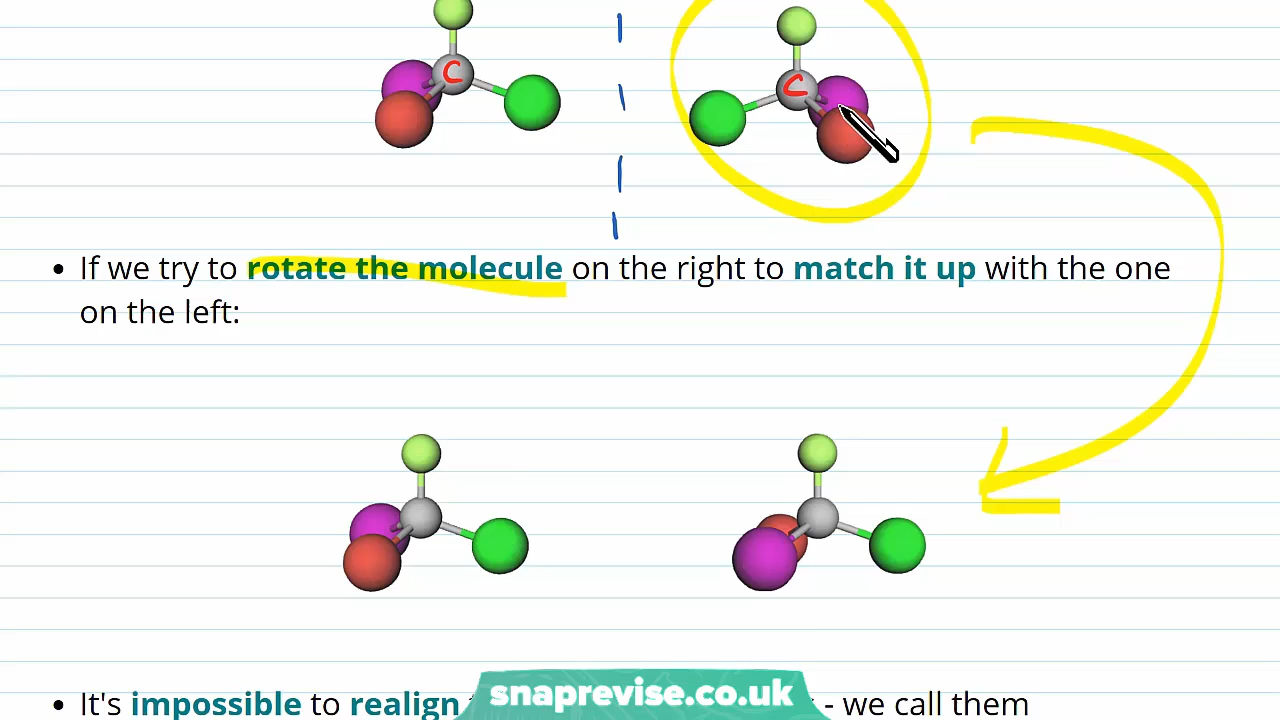 C
C
• If we try to rotate the molecule on the right to match it up with the one
on the left:
• It's impossible to realign - we call them
snaprevise.co.uk